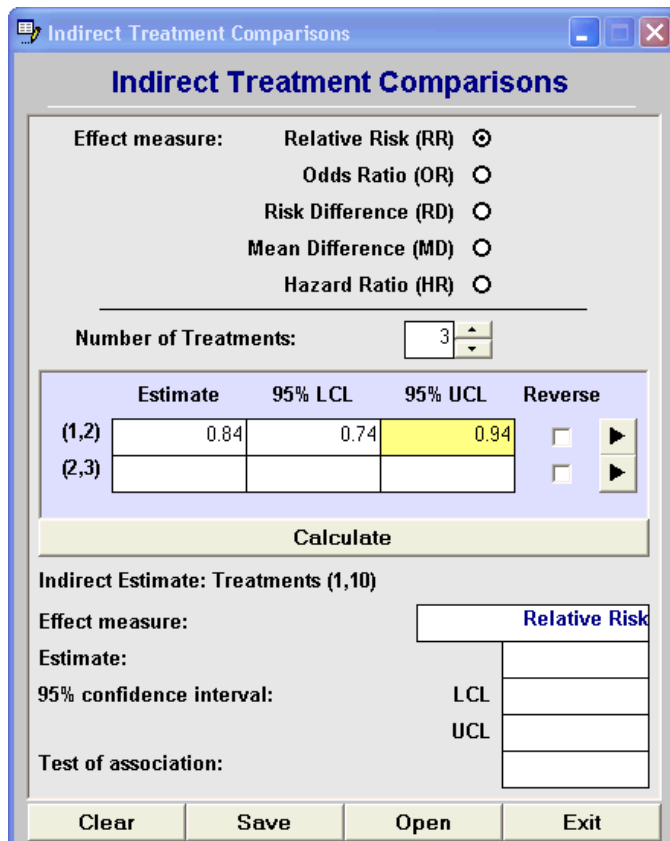 Indirect Treatment Comparisons
Indirect Treatment Comparisons
Effect measure: Relative Risk (RR)
Odds Ratio (OR)
Risk Difference (RD)
Mean Difference (MD)
Hazard Ratio (HR)
Number of Treatments: 3
Estimate 95% LCL 95% UCL Reverse
(1,2) 0.84 0.74 0.94
(2,3)
Calculate
Indirect Estimate: Treatments (1,10)
Effect measure: Relative Risk
Estimate:
95% confidence interval: LCL
UCL
Test of association:
Clear Save Open Exit